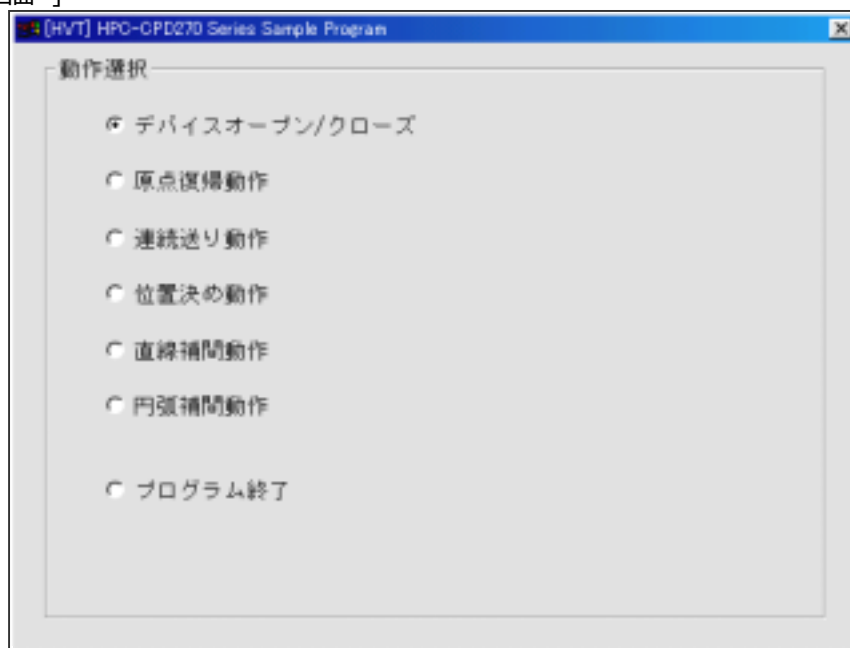 [HVT] HPC-CPD270 Series Sample Program
動作選択
デバイスオープン/クローズ
原点復帰動作
連続送り動作
位置決め動作
直線補間動作
円弧補間動作
プログラム終了